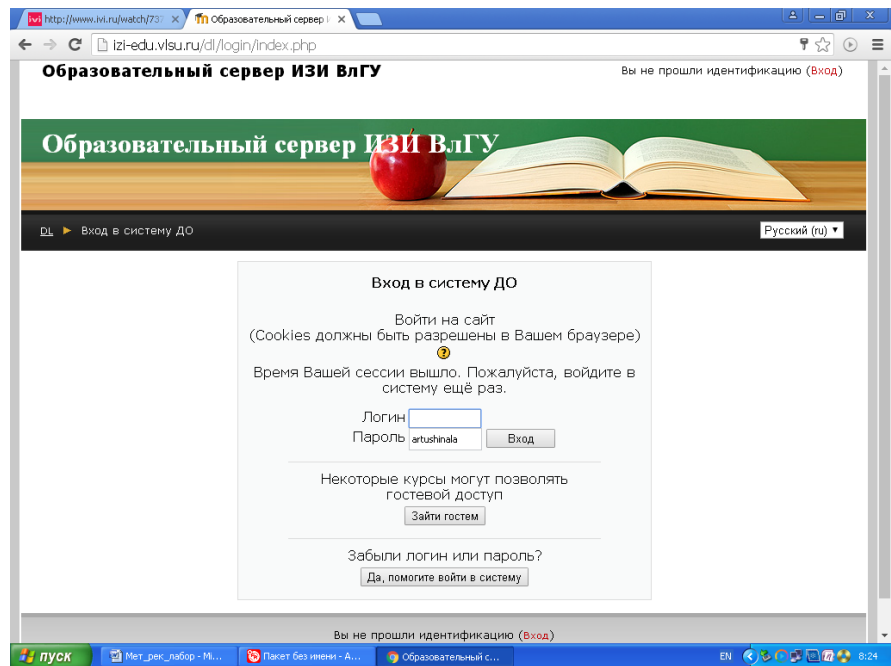 http://www.ivi.ru/watch/737
Образовательный сервер И
izi-edu.vlsu.ru/dl/login/index.php
Образовательный сервер ИЗИ ВлГУ
Вы не прошли идентификацию (Вход)
Образовательный сервер ИЗИ ВлГУ
DL ► Вход в систему ДО
Русский (ru)
Вход в систему ДО
Войти на сайт
(Cookies должны быть разрешены в Вашем браузере)
?
Время Вашей сессии вышло. Пожалуйста, войдите в
систему ещё раз.
Логин
Пароль artushinala Вход
Некоторые курсы могут позволять
гостевой доступ
Зайти гостем
Забыли логин или пароль?
Да, помогите войти в систему
Вы не прошли идентификацию (Вход)
пуск Мет_рек_лабор - Mi... Пакет без имени - A... Образовательный с... EN 8:24